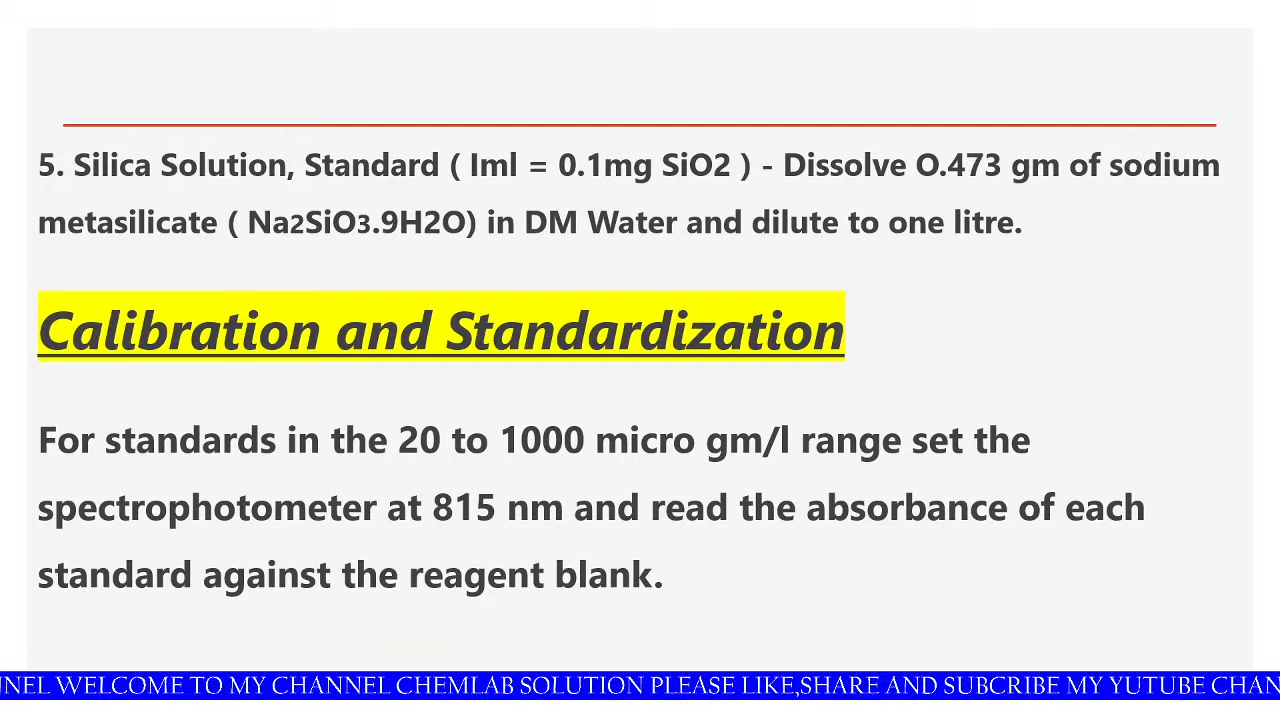 5. Silica Solution, Standard ( Iml = 0.1mg SiO2 ) - Dissolve O.473 gm of sodium
metasilicate ( Na2SiO3.9H2O) in DM Water and dilute to one litre.
Calibration and Standardization
For standards in the 20 to 1000 micro gm/l range set the
spectrophotometer at 815 nm and read the absorbance of each
standard against the reagent blank.
NNEL WELCOME TO MY CHANNEL CHEMLAB SOLUTION PLEASE LIKE,SHARE AND SUBCRIBE MY YUTUBE CHAN